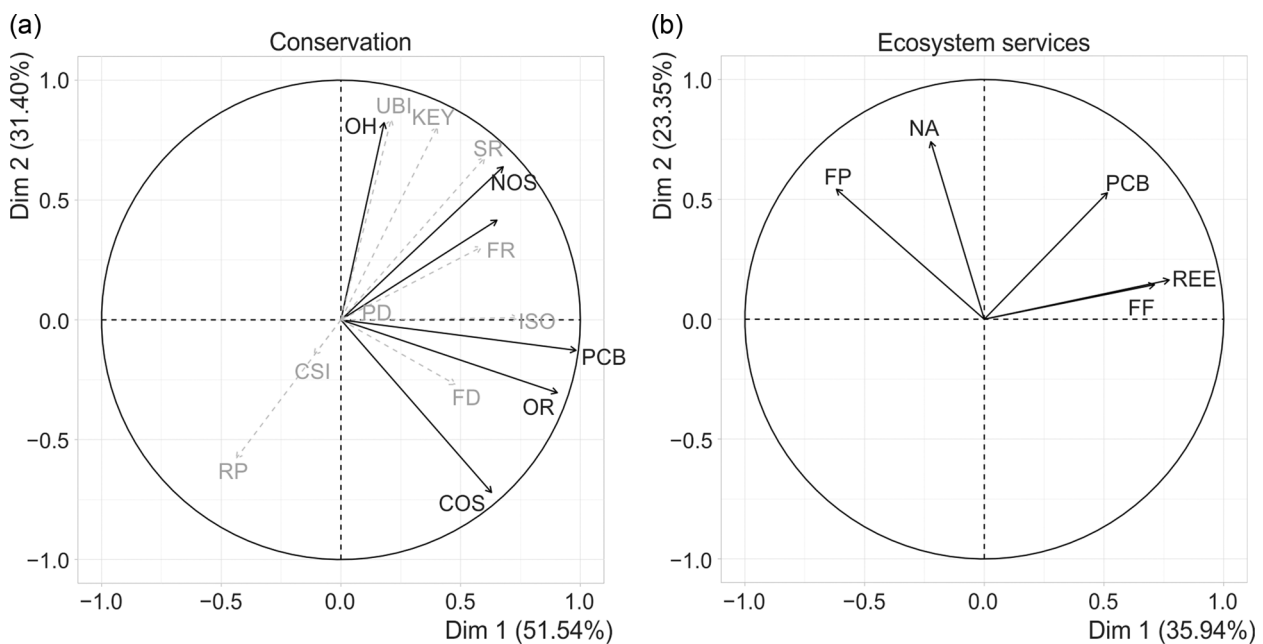 (a)
Conservation
Dim 2 (31.40%)
1.0
0.5
0.0
−0.5
−1.0
UBI
KEY
OH
SR
NOS
FR
PD
ISO
PCB
CSI
FD
OR
RP
COS
−1.0
−0.5
0.0
0.5
1.0
Dim 1 (51.54%)
(b)
Ecosystem services
Dim 2 (23.35%)
1.0
0.5
0.0
−0.5
−1.0
NA
FP
PCB
REE
FF
−1.0
−0.5
0.0
0.5
1.0
Dim 1 (35.94%)